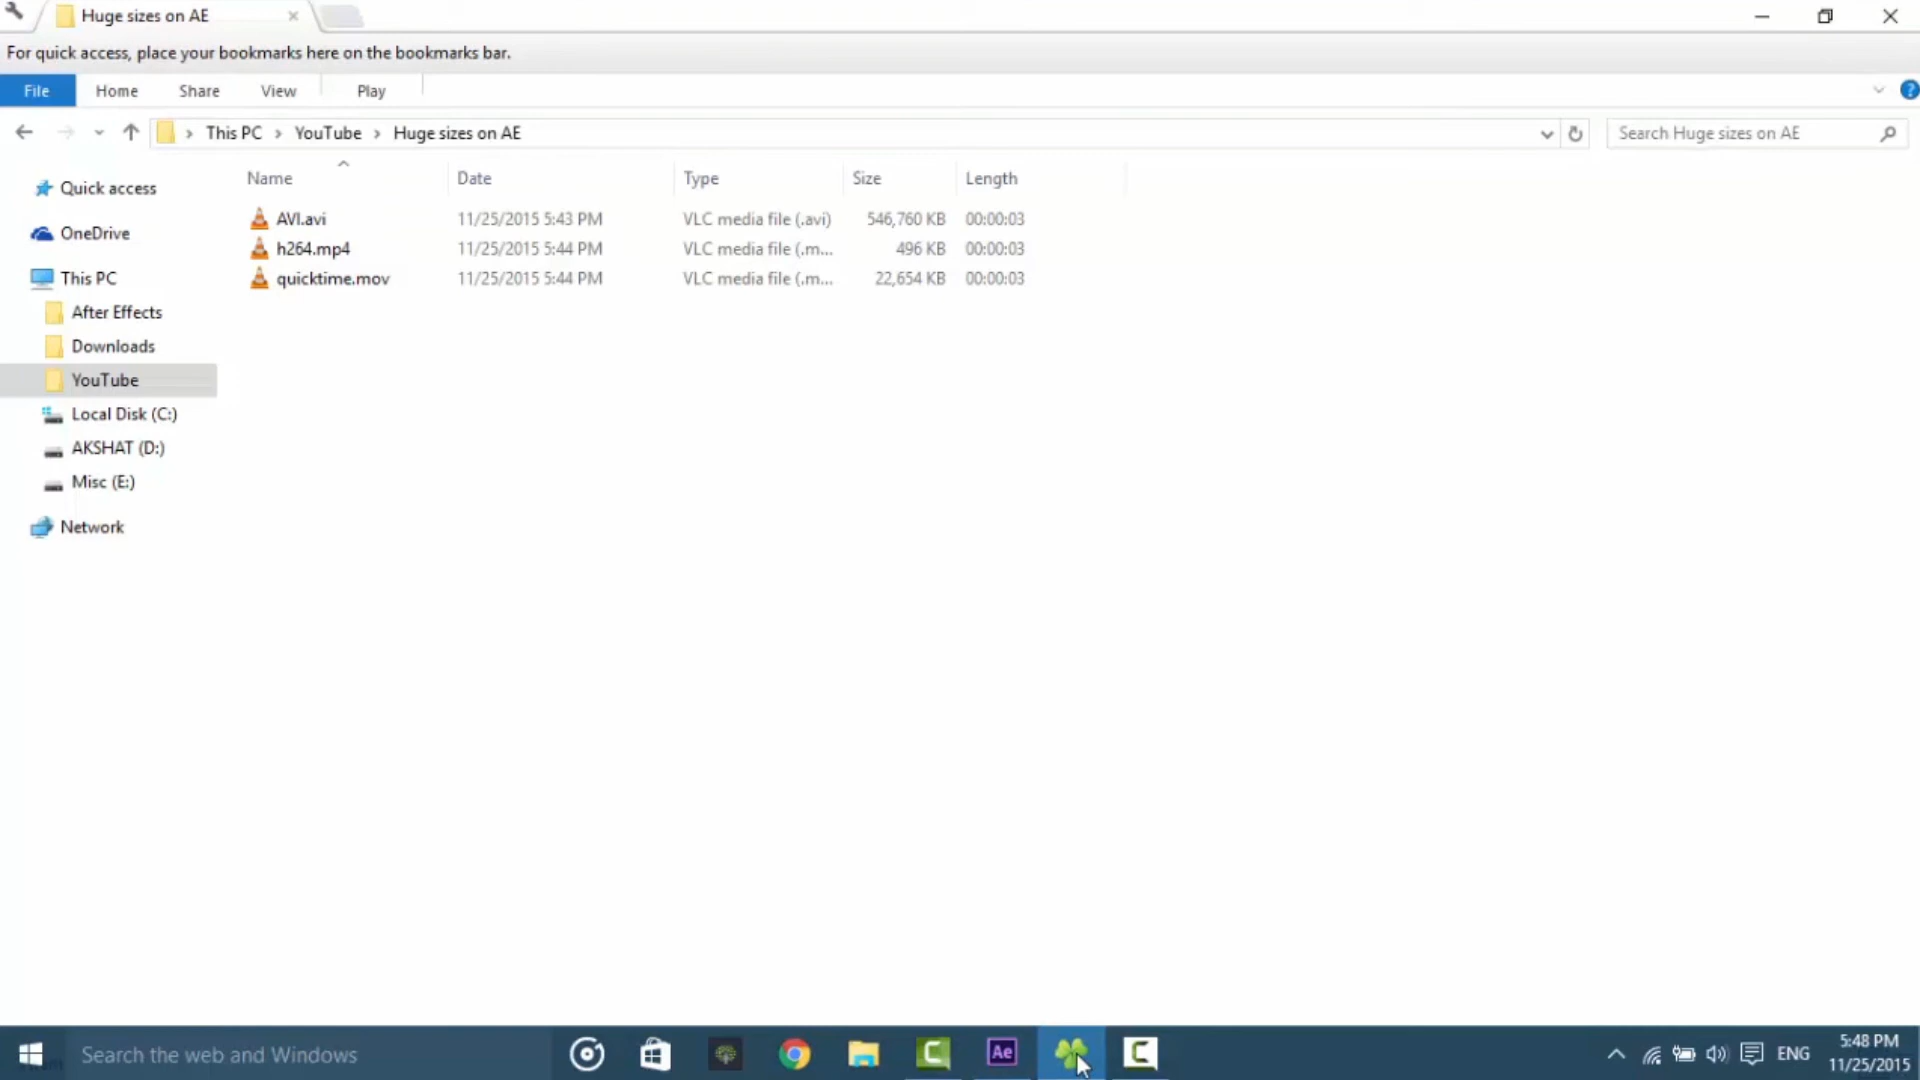 Huge sizes on AE
For quick access, place your bookmarks here on the bookmarks bar.
File Home Share View Play
This PC YouTube Huge sizes on AE Search Huge sizes on AE
Name Date Type Size Length
AVI.avi 11/25/2015 5:43 PM VLC media file (.avi) 546,760 KB 00:00:03
h264.mp4 11/25/2015 5:44 PM VLC media file (.m... 496 KB 00:00:03
quicktime.mov 11/25/2015 5:44 PM VLC media file (.m... 22,654 KB 00:00:03
Quick access
OneDrive
This PC
After Effects
Downloads
YouTube
Local Disk (C:)
AKSHAT (D:)
Misc (E:)
Network
Search the web and Windows Ae ENG 5:48 PM
11/25/2015